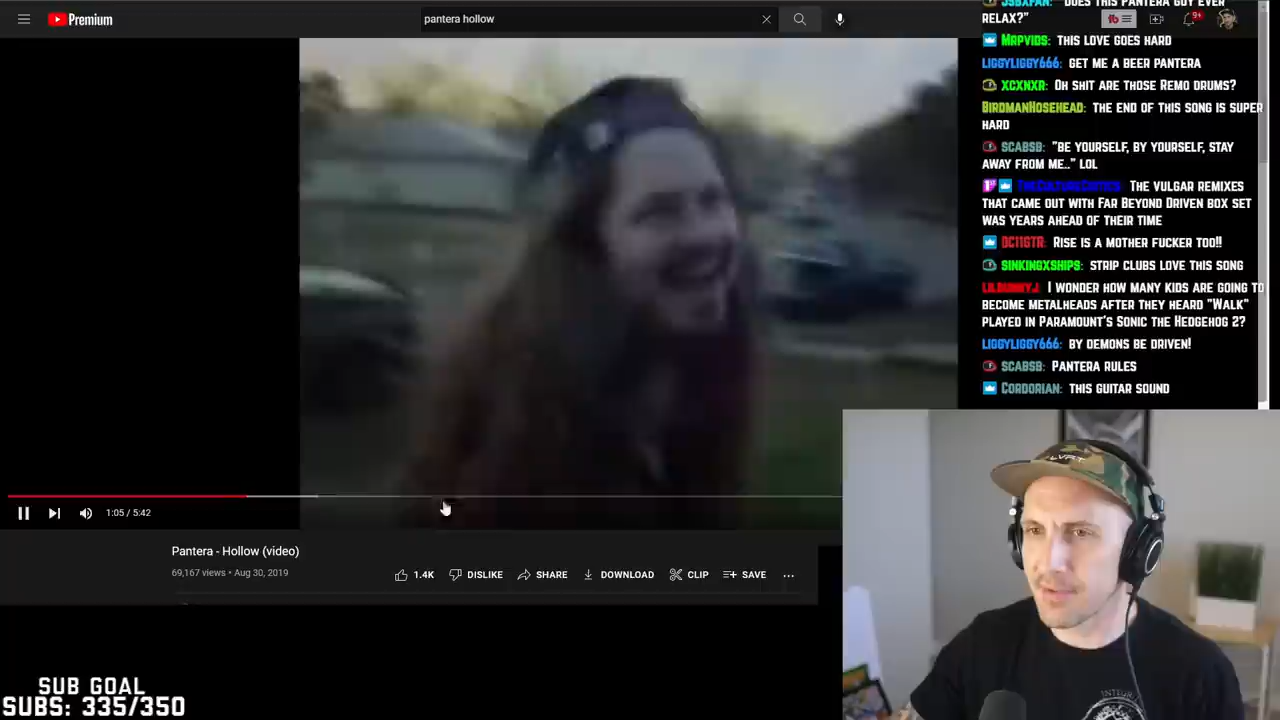 Premium
pantera hollow
RELAX?"
MAPVIDS: THIS LOVE GOES HARD
LIGGYLIGGY666: GET ME A BEER PANTERA
XCXNXR: OH SHIT ARE THOSE REMO DRUMS?
BIRDMANHOSEHEAD: THE END OF THIS SONG IS SUPER
HARD
SCABSB: "BE YOURSELF, BY YOURSELF, STAY
AWAY FROM ME.." LOL
THECULTURECRITICS: THE VULGAR REMIXES
THAT CAME OUT WITH FAR BEYOND DRIVEN BOX SET
WAS YEARS AHEAD OF THEIR TIME
DC11GTR: RISE IS A MOTHER FUCKER TOO!!
SINKINGXSHIPS: STRIP CLUBS LOVE THIS SONG
LILBUNNYJ: I WONDER HOW MANY KIDS ARE GOING TO
BECOME METALHEADS AFTER THEY HEARD "WALK"
PLAYED IN PARAMOUNT'S SONIC THE HEDGEHOG 2?
LIGGYLIGGY666: BY DEMONS BE DRIVEN!
SCABSB: PANTERA RULES
CORDORIAN: THIS GUITAR SOUND
9+
1:05 / 5:42
Pantera - Hollow (video)
69,167 views • Aug 30, 2019
1.4K DISLIKE SHARE DOWNLOAD CLIP SAVE ...
SUB GOAL
SUBS: 335/350